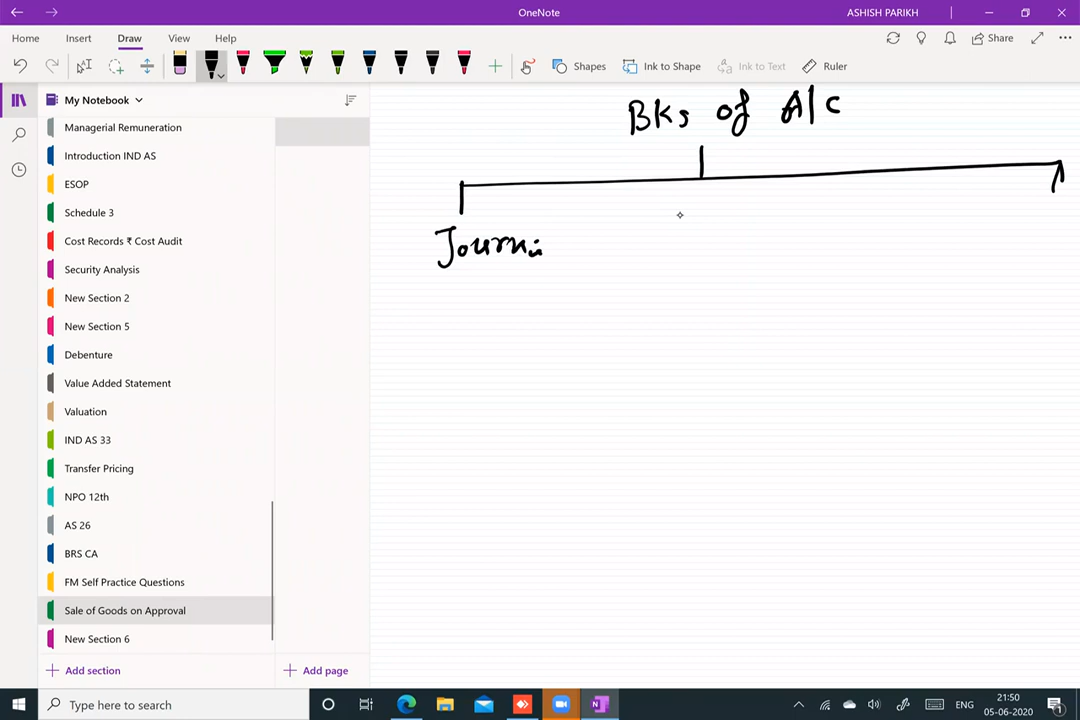 OneNote
ASHISH PARIKH
Home Insert Draw View Help
Share
Shapes
Ink to Shape
Ink to Text
Ruler
My Notebook
Managerial Remuneration
Introduction IND AS
ESOP
Schedule 3
Cost Records ₹ Cost Audit
Security Analysis
New Section 2
New Section 5
Debenture
Value Added Statement
Valuation
IND AS 33
Transfer Pricing
NPO 12th
AS 26
BRS CA
FM Self Practice Questions
Sale of Goods on Approval
New Section 6
Add section
Add page
Bks of A/c
Type here to search
ENG
21:50
05-06-2020